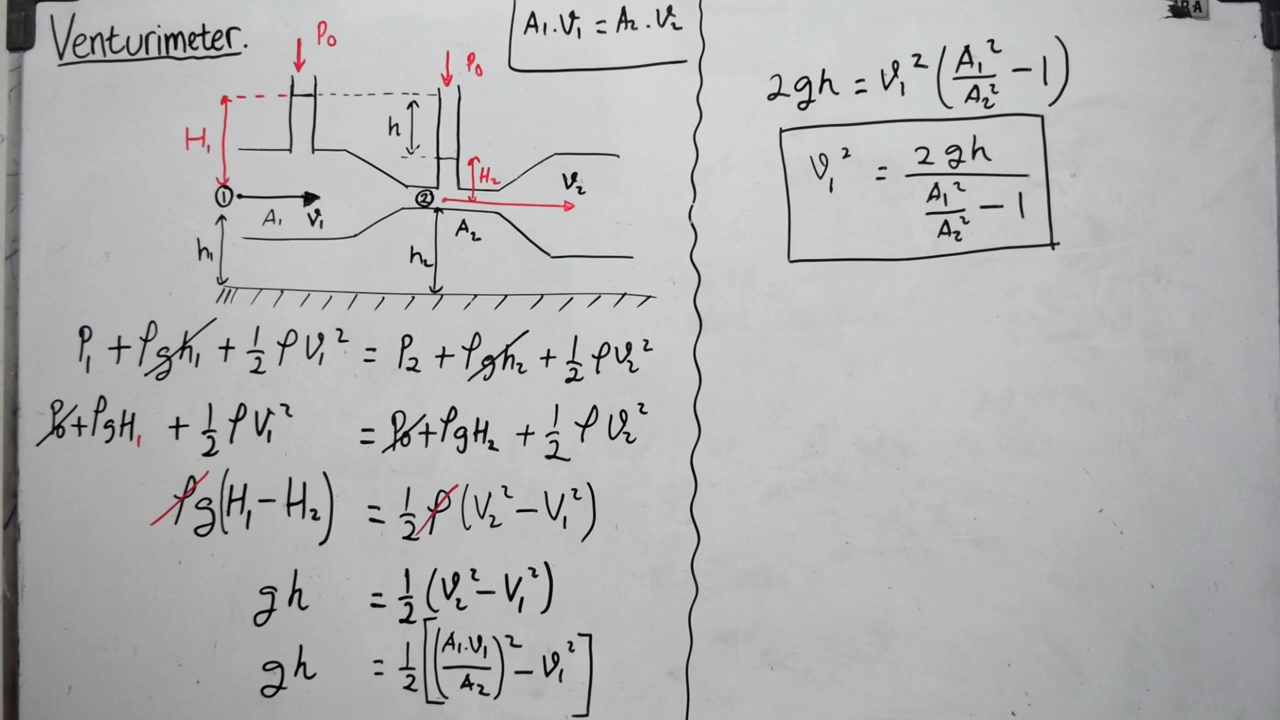 Venturimeter.
P₀
P₀
A₁.V₁ = A₂.V₂
H₁
h
H₂
①
②
A₁
V₁
V₂
A₂
h₁
h₂
P₁ + ρgh₁ + ½ρV₁² = P₂ + ρgh₂ + ½ρV₂²
P₀+ρgH₁ + ½ρV₁² = P₀+ρgH₂ + ½ρV₂²
ρg(H₁ − H₂) = ½ρ(V₂² − V₁²)
gh = ½(V₂² − V₁²)
gh = ½[(A₁.V₁/A₂)² − V₁²]
2gh = V₁²(A₁²/A₂² − 1)
V₁² = 2gh/(A₁²/A₂² − 1)